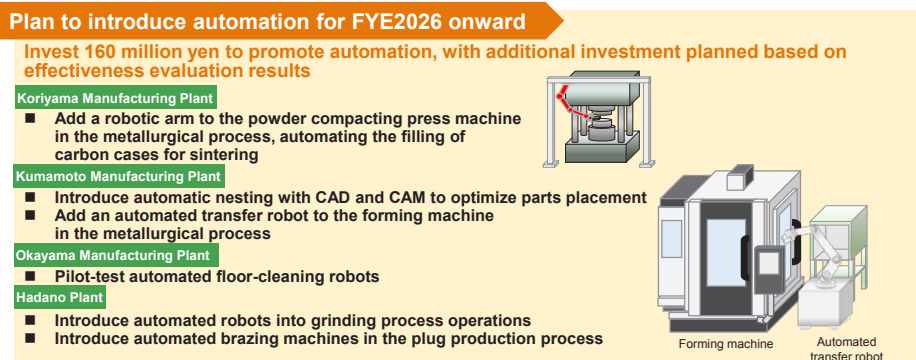 Plan to introduce automation for FYE2026 onward
Invest 160 million yen to promote automation, with additional investment planned based on
effectiveness evaluation results
Koriyama Manufacturing Plant
■ Add a robotic arm to the powder compacting press machine
in the metallurgical process, automating the filling of
carbon cases for sintering
Kumamoto Manufacturing Plant
■ Introduce automatic nesting with CAD and CAM to optimize parts placement
■ Add an automated transfer robot to the forming machine
in the metallurgical process
Okayama Manufacturing Plant
■ Pilot-test automated floor-cleaning robots
Hadano Plant
■ Introduce automated robots into grinding process operations
■ Introduce automated brazing machines in the plug production process
Forming machine
Automated
transfer robot